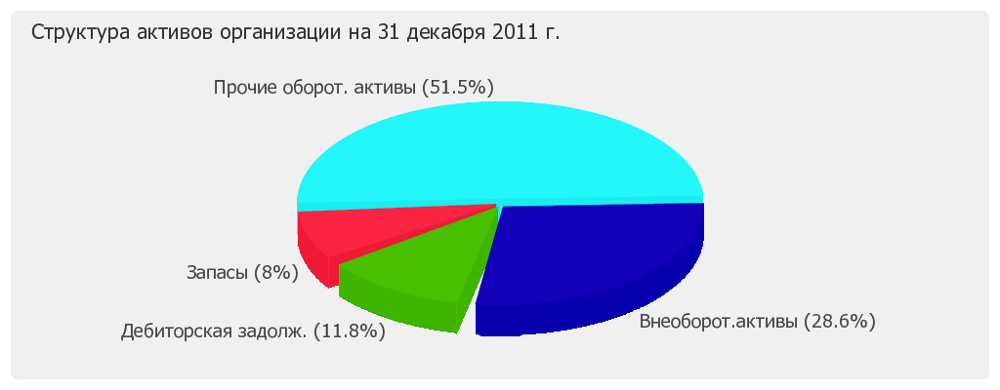 Структура активов организации на 31 декабря 2011 г.
Прочие оборот. активы (51.5%)
Запасы (8%)
Внеоборот.активы (28.6%)
Дебиторская задолж. (11.8%)